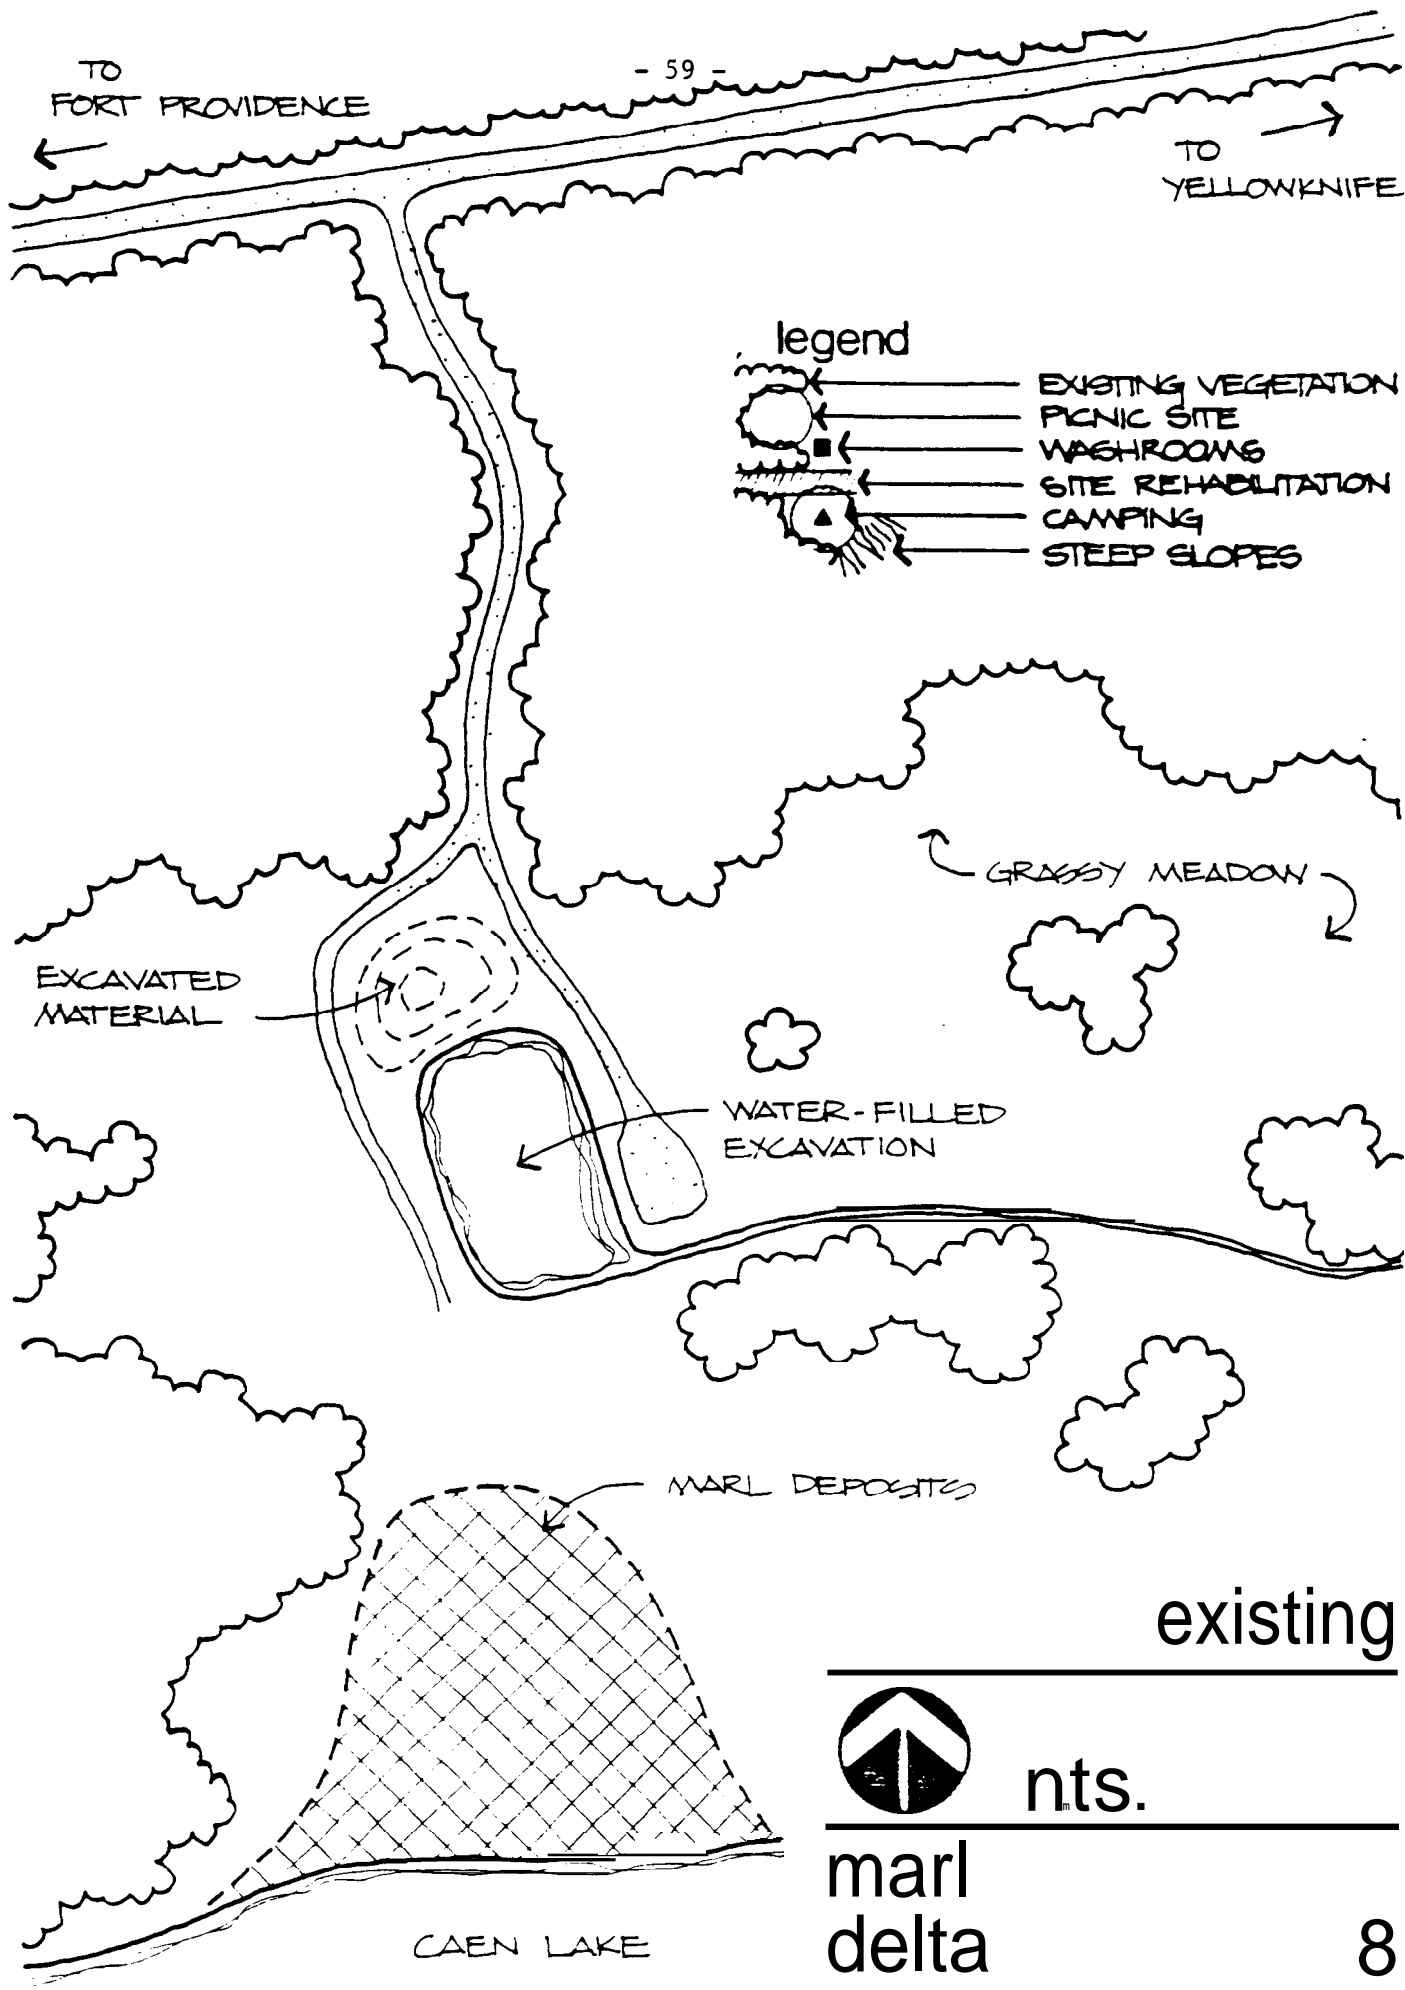 - 59 -
TO
FORT PROVIDENCE
TO
YELLOWKNIFE
legend
EXISTING VEGETATION
PICNIC SITE
WASHROOMS
SITE REHABILITATION
CAMPING
STEEP SLOPES
GRASSY MEADOW
EXCAVATED
MATERIAL
WATER-FILLED
EXCAVATION
MARL DEPOSITS
existing
nts.
marl
delta
8
CAEN LAKE